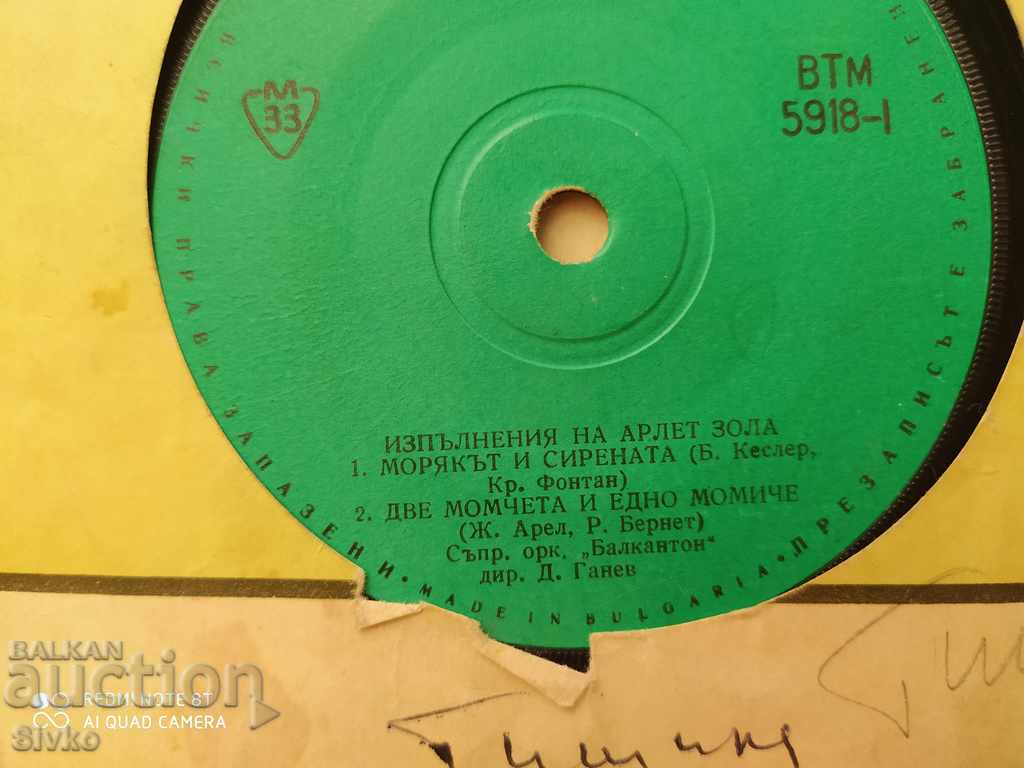 М
33
ВТМ
5918-I
ВСИЧКИ ПРАВА ЗАПАЗЕНИ · MADE IN BULGARIA · ПРЕЗАПИСЪТ Е ЗАБРАНЕН
ИЗПЪЛНЕНИЯ НА АРЛЕТ ЗОЛА
1. МОРЯКЪТ И СИРЕНАТА (Б. Кеслер,
Кр. Фонтан)
2. ДВЕ МОМЧЕТА И ЕДНО МОМИЧЕ
(Ж. Арел, Р. Бернет)
Съпр. орк. „Балкантон"
дир. Д. Ганев
BALKAN
auction
REDMI NOTE 8T
AI QUAD CAMERA
Sivko